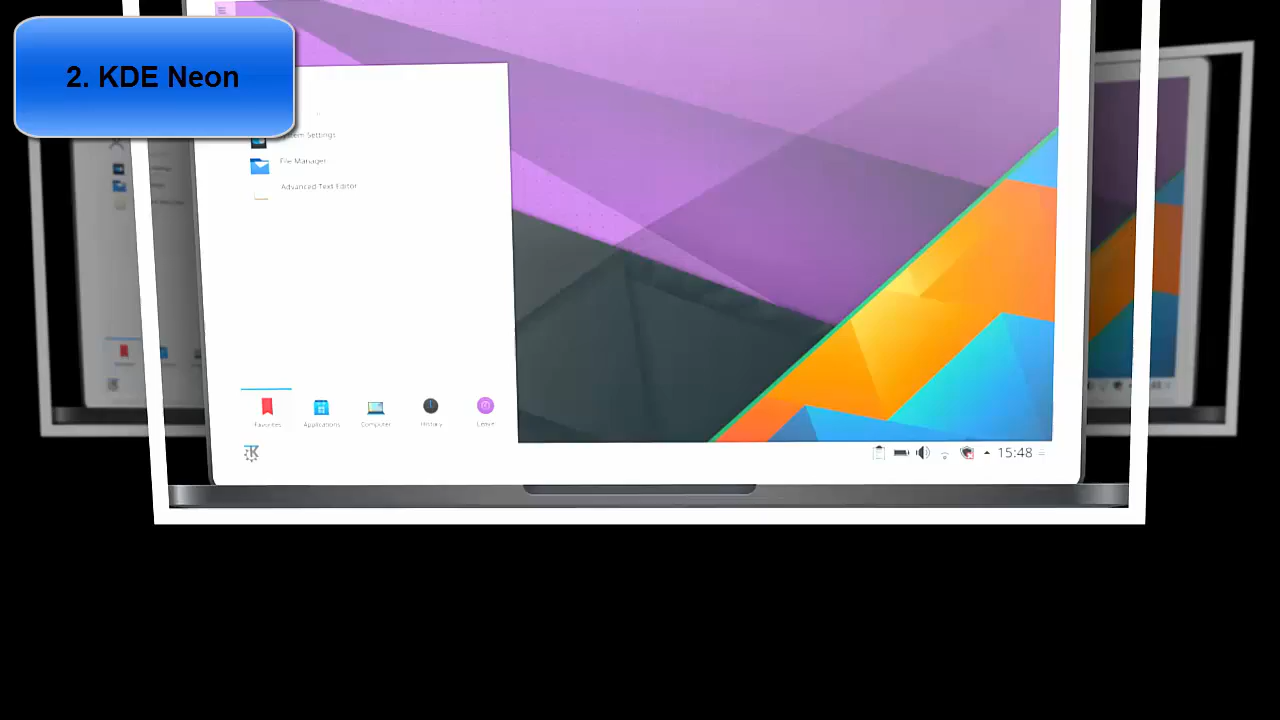 2. KDE Neon
System Settings
File Manager
Advanced Text Editor
Favorites
Applications
Computer
History
Leave
15:48